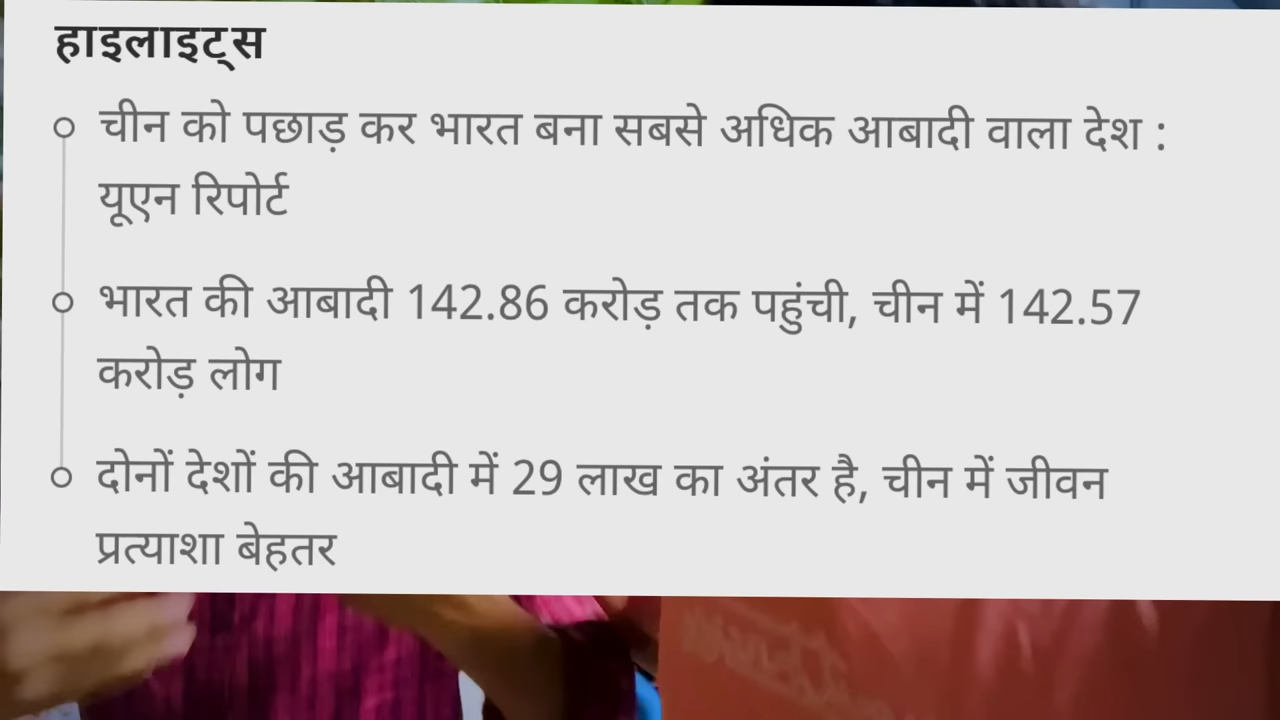 हाइलाइट्स
चीन को पछाड़ कर भारत बना सबसे अधिक आबादी वाला देश :
यूएन रिपोर्ट
भारत की आबादी 142.86 करोड़ तक पहुंची, चीन में 142.57
करोड़ लोग
दोनों देशों की आबादी में 29 लाख का अंतर है, चीन में जीवन
प्रत्याशा बेहतर